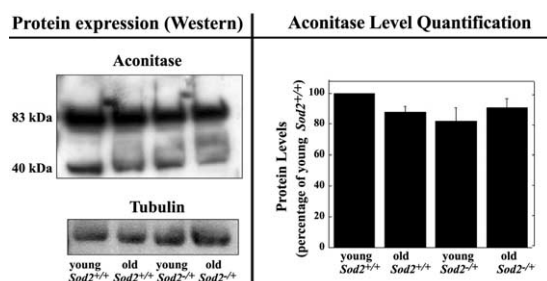 Protein expression (Western)
Aconitase
83 kDa
40 kDa
Tubulin
young old young old
Sod2+/+ Sod2+/+ Sod2-/+ Sod2-/+
Aconitase Level Quantification
Protein Levels
(percentage of young Sod2+/+)
100
80
60
40
20
0
young old young old
Sod2+/+ Sod2+/+ Sod2-/+ Sod2-/+